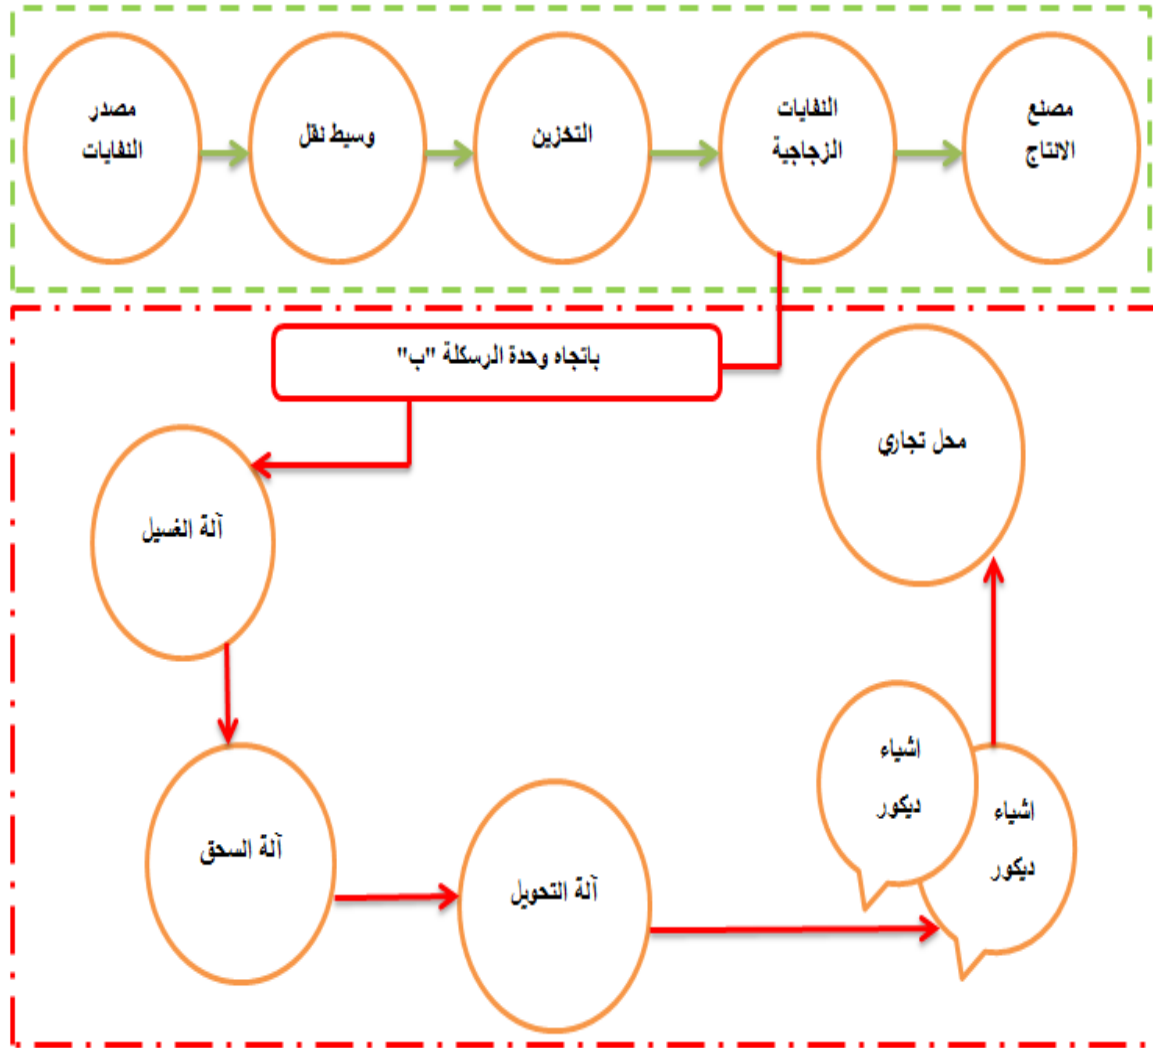 مصدر
النفايات
وسيط نقل
التخزين
النفايات
الزجاجية
مصنع
الانتاج
باتجاه وحدة الرسكلة "ب"
محل تجاري
آلة الغسيل
اشياء
ديكور
اشياء
ديكور
آلة السحق
آلة التحويل